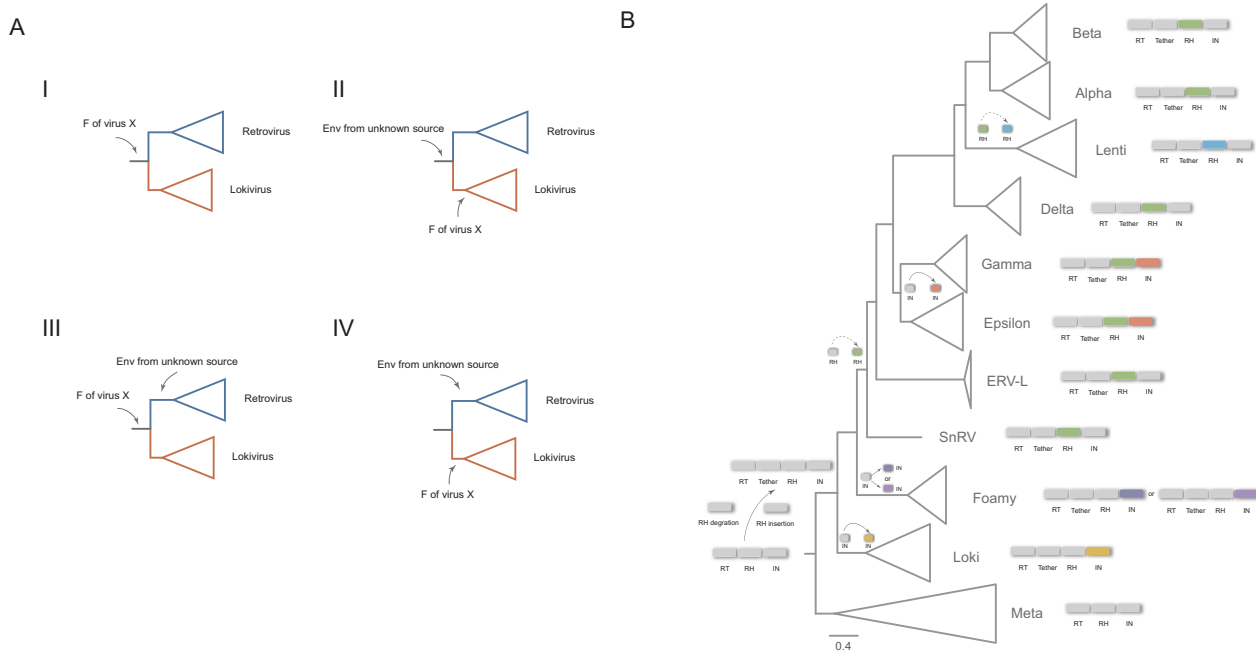 A
I
F of virus X
Retrovirus
Lokivirus
II
Env from unknown source
Retrovirus
Lokivirus
F of virus X
III
Env from unknown source
F of virus X
Retrovirus
Lokivirus
IV
Env from unknown source
Retrovirus
Lokivirus
F of virus X
B
Beta
RT Tether RH IN
Alpha
RT Tether RH IN
RH RH
Lenti
RT Tether RH IN
Delta
RT Tether RH IN
Gamma
RT Tether RH IN
IN IN
Epsilon
RT Tether RH IN
RH RH
ERV-L
RT Tether RH IN
SnRV
RT Tether RH IN
RT Tether RH IN
IN
or
IN IN
Foamy
or
RT Tether RH IN RT Tether RH IN
RH degration RH insertion
IN IN
RT RH IN
Loki
RT Tether RH IN
Meta
RT RH IN
0.4